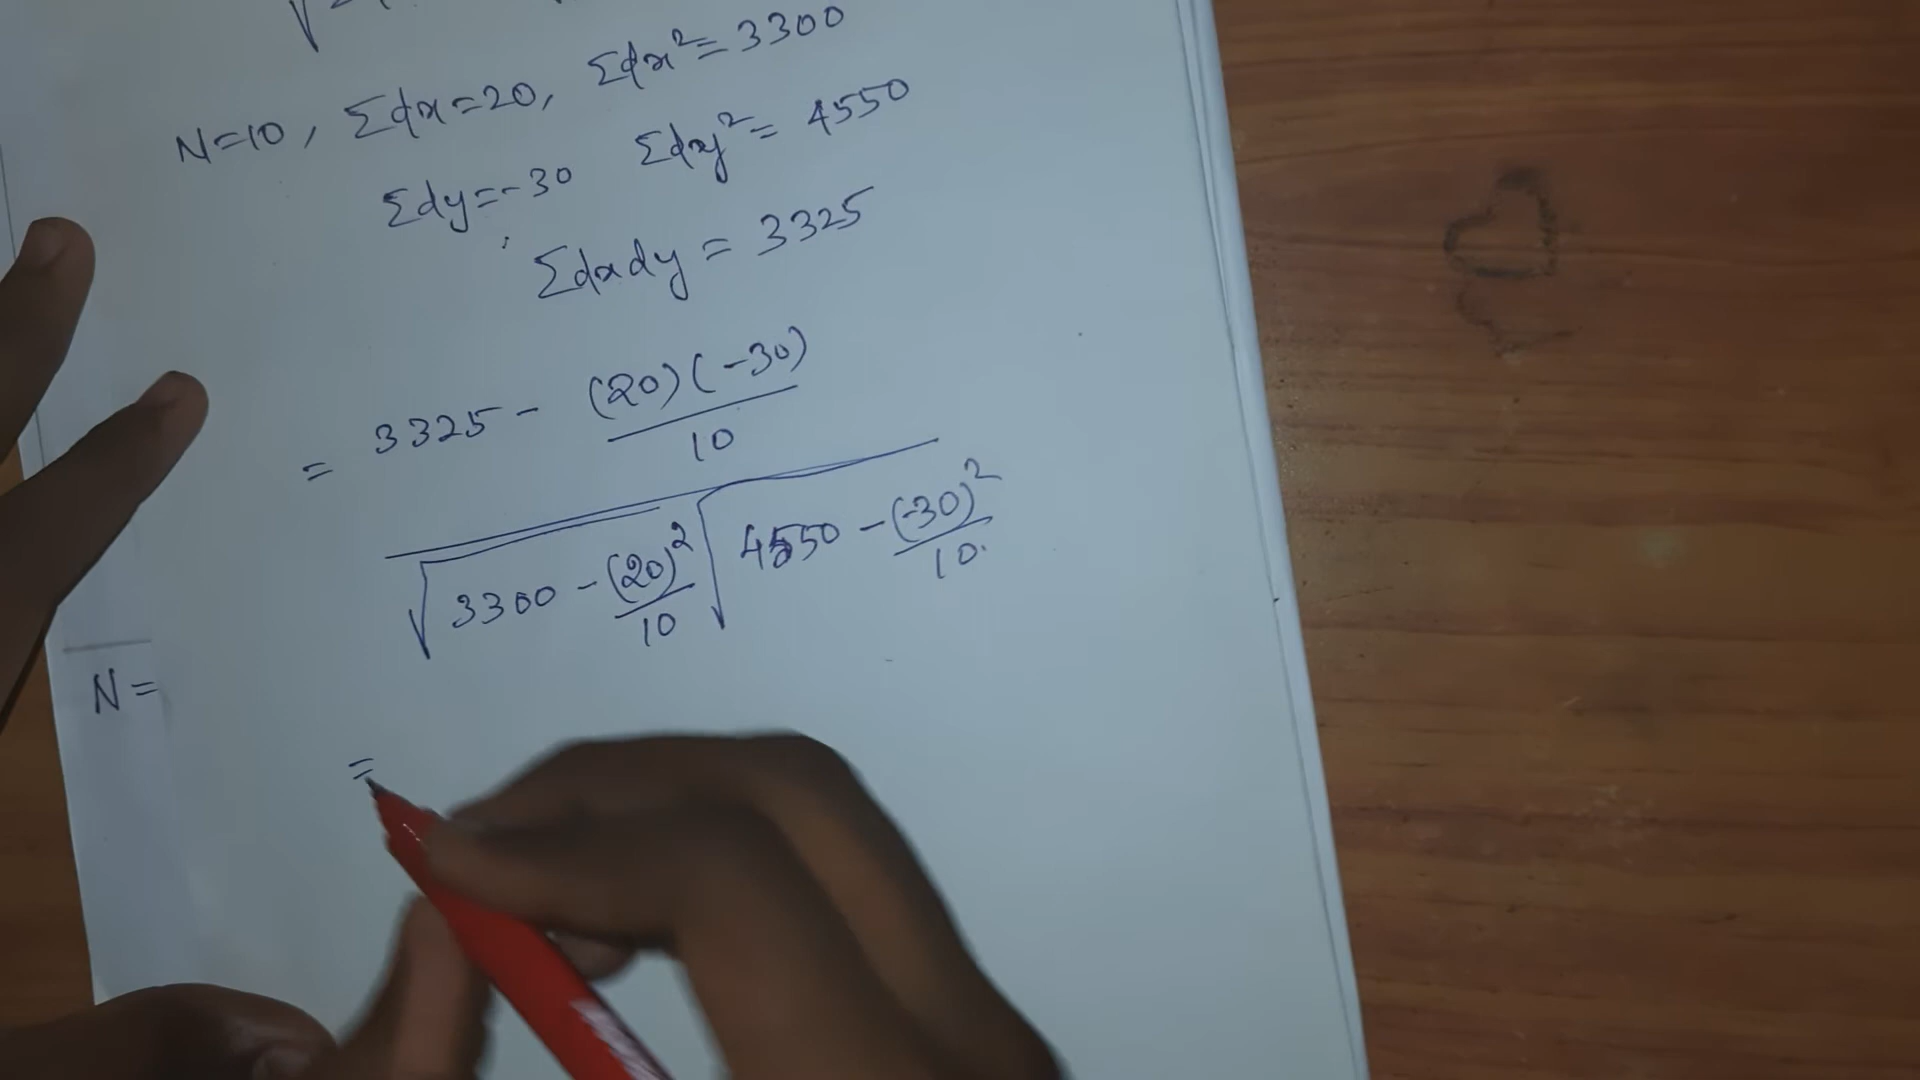 N=10, Σdx=20, Σdx²=3300
Σdy=-30 Σdy²=4550
Σdxdy=3325
= 3325 - (20)(-30)/10
√3300-(20)²/10 √4550-(-30)²/10.
N=
=